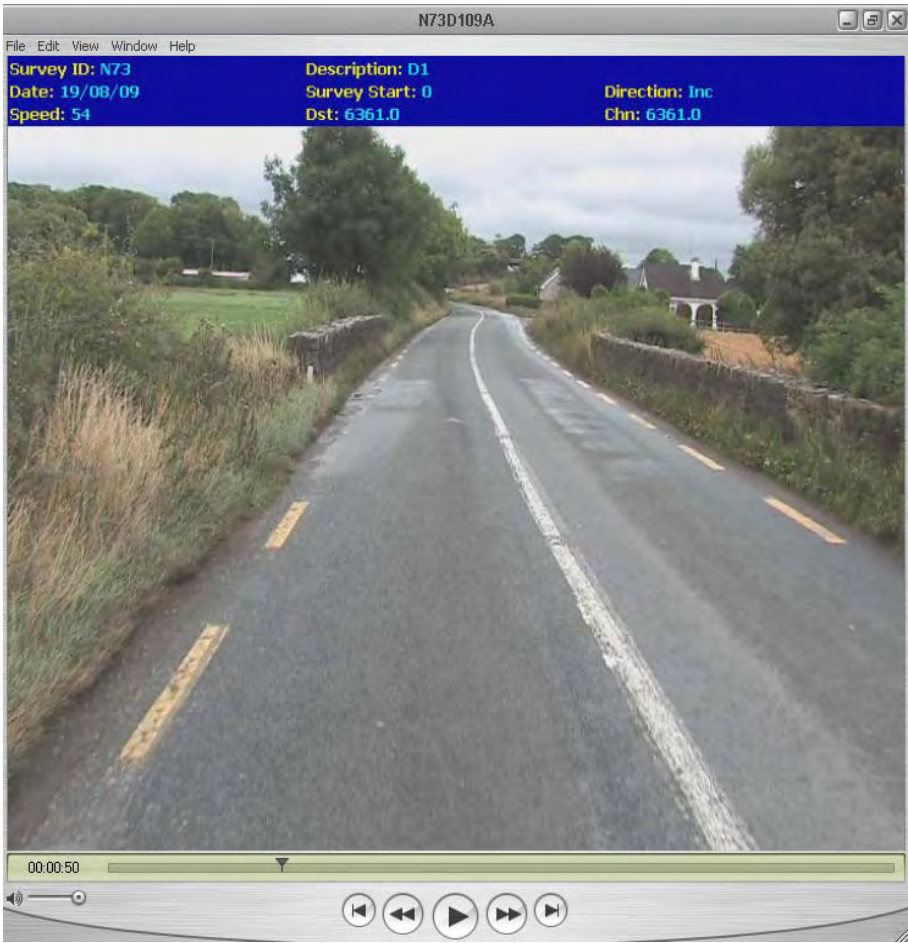 N73D109A
File Edit View Window Help
Survey ID: N73 Description: D1
Date: 19/08/09 Survey Start: 0 Direction: Inc
Speed: 54 Dst: 6361.0 Chn: 6361.0
00:00:50